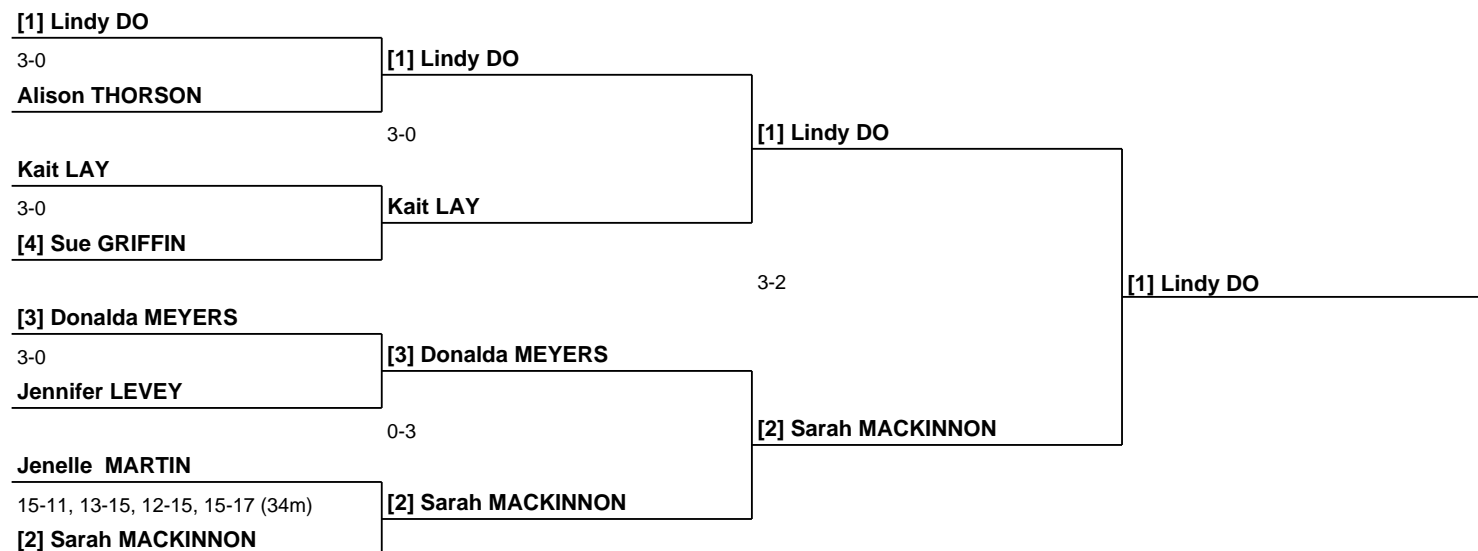 [1] Lindy DO
3-0
[1] Lindy DO
Alison THORSON
3-0
[1] Lindy DO
Kait LAY
3-0
Kait LAY
[4] Sue GRIFFIN
3-2
[1] Lindy DO
[3] Donalda MEYERS
3-0
[3] Donalda MEYERS
Jennifer LEVEY
0-3
[2] Sarah MACKINNON
Jenelle  MARTIN
15-11, 13-15, 12-15, 15-17 (34m)
[2] Sarah MACKINNON
[2] Sarah MACKINNON